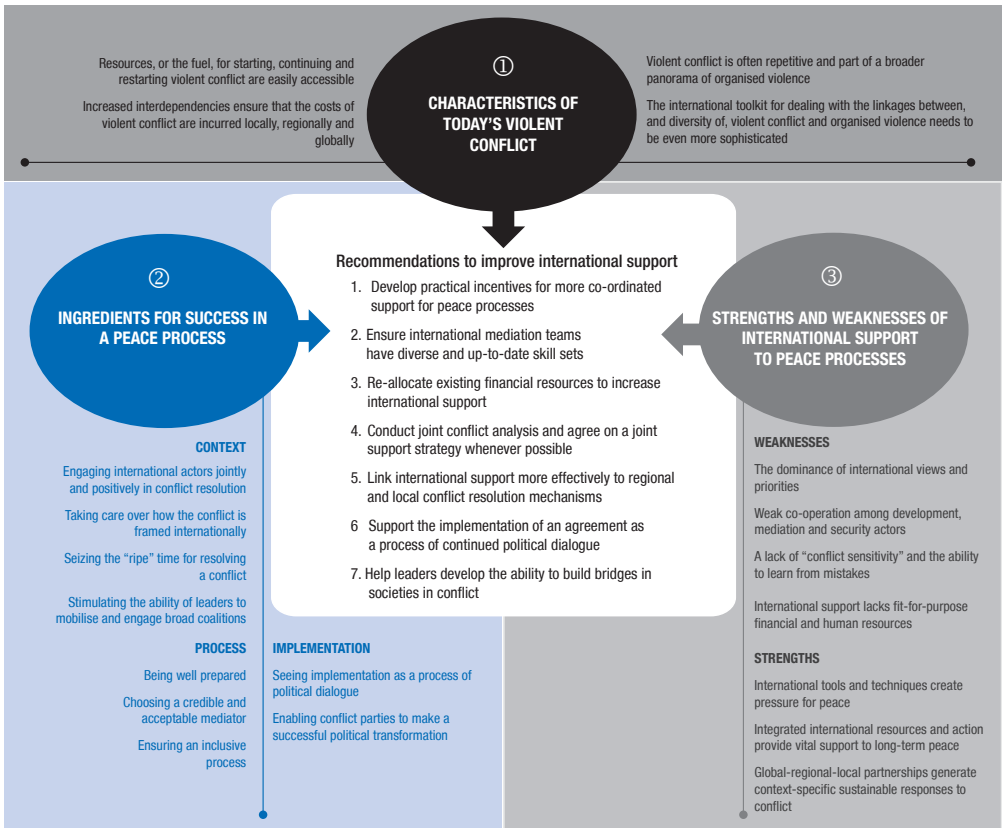 ①
CHARACTERISTICS OF
TODAY'S VIOLENT
CONFLICT
Resources, or the fuel, for starting, continuing and
restarting violent conflict are easily accessible
Increased interdependencies ensure that the costs of
violent conflict are incurred locally, regionally and
globally
Violent conflict is often repetitive and part of a broader
panorama of organised violence
The international toolkit for dealing with the linkages between,
and diversity of, violent conflict and organised violence needs to
be even more sophisticated
②
INGREDIENTS FOR SUCCESS IN
A PEACE PROCESS
CONTEXT
Engaging international actors jointly
and positively in conflict resolution
Taking care over how the conflict is
framed internationally
Seizing the “ripe” time for resolving
a conflict
Stimulating the ability of leaders to
mobilise and engage broad coalitions
PROCESS
Being well prepared
Choosing a credible and
acceptable mediator
Ensuring an inclusive
process
IMPLEMENTATION
Seeing implementation as a process of
political dialogue
Enabling conflict parties to make a
successful political transformation
Recommendations to improve international support
1. Develop practical incentives for more co-ordinated
support for peace processes
2. Ensure international mediation teams
have diverse and up-to-date skill sets
3. Re-allocate existing financial resources to increase
international support
4. Conduct joint conflict analysis and agree on a joint
support strategy whenever possible
5. Link international support more effectively to regional
and local conflict resolution mechanisms
6 Support the implementation of an agreement as
a process of continued political dialogue
7. Help leaders develop the ability to build bridges in
societies in conflict
③
STRENGTHS AND WEAKNESSES OF
INTERNATIONAL SUPPORT
TO PEACE PROCESSES
WEAKNESSES
The dominance of international views and
priorities
Weak co-operation among development,
mediation and security actors
A lack of “conflict sensitivity” and the ability
to learn from mistakes
International support lacks fit-for-purpose
financial and human resources
STRENGTHS
International tools and techniques create
pressure for peace
Integrated international resources and action
provide vital support to long-term peace
Global-regional-local partnerships generate
context-specific sustainable responses to
conflict